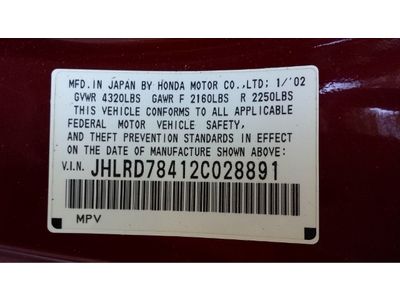 MFD. IN JAPAN BY HONDA MOTOR CO.,LTD; 1/'02
GVWR 4320LBS GAWR F 2160LBS R 2250LBS
THIS VEHICLE CONFORMS TO ALL APPLICABLE
FEDERAL MOTOR VEHICLE SAFETY,
AND THEFT PREVENTION STANDARDS IN EFFECT
ON THE DATE OF MANUFACTURE SHOWN ABOVE:
V.I.N. JHLRD78412C028891
MPV